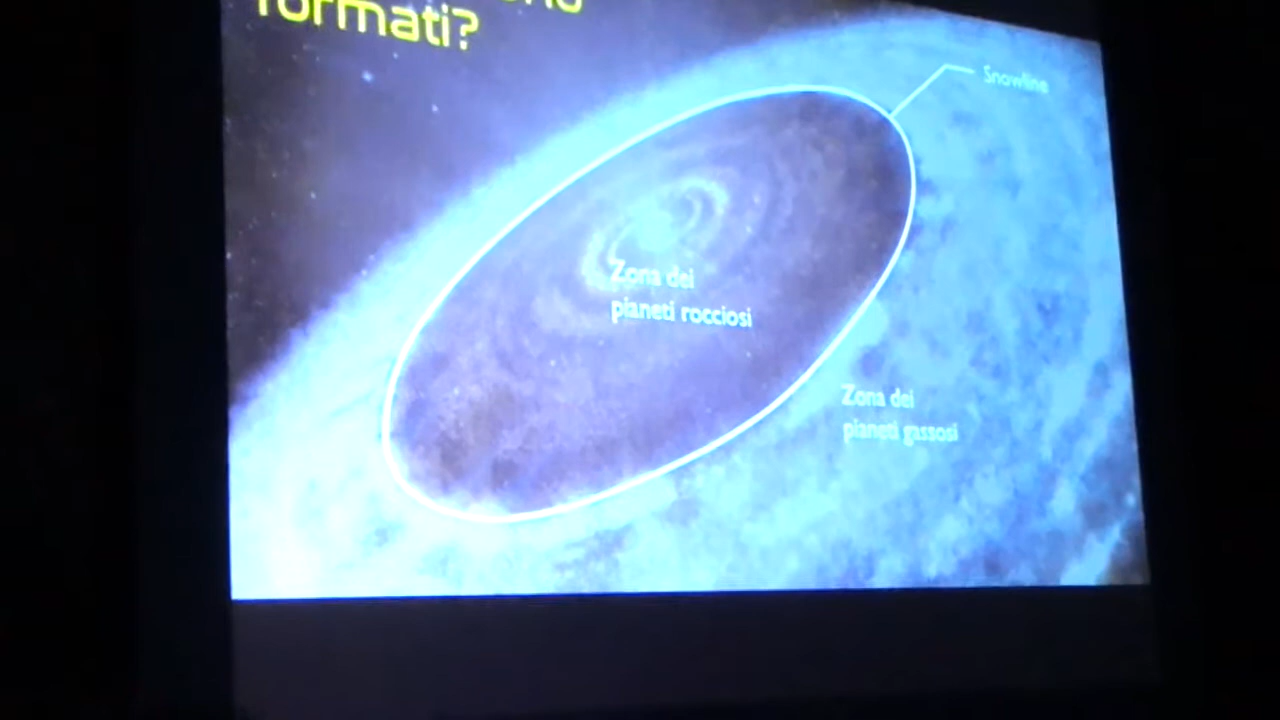 formati?
Snowline
Zona dei
pianeti rocciosi
Zona dei
pianeti gassosi